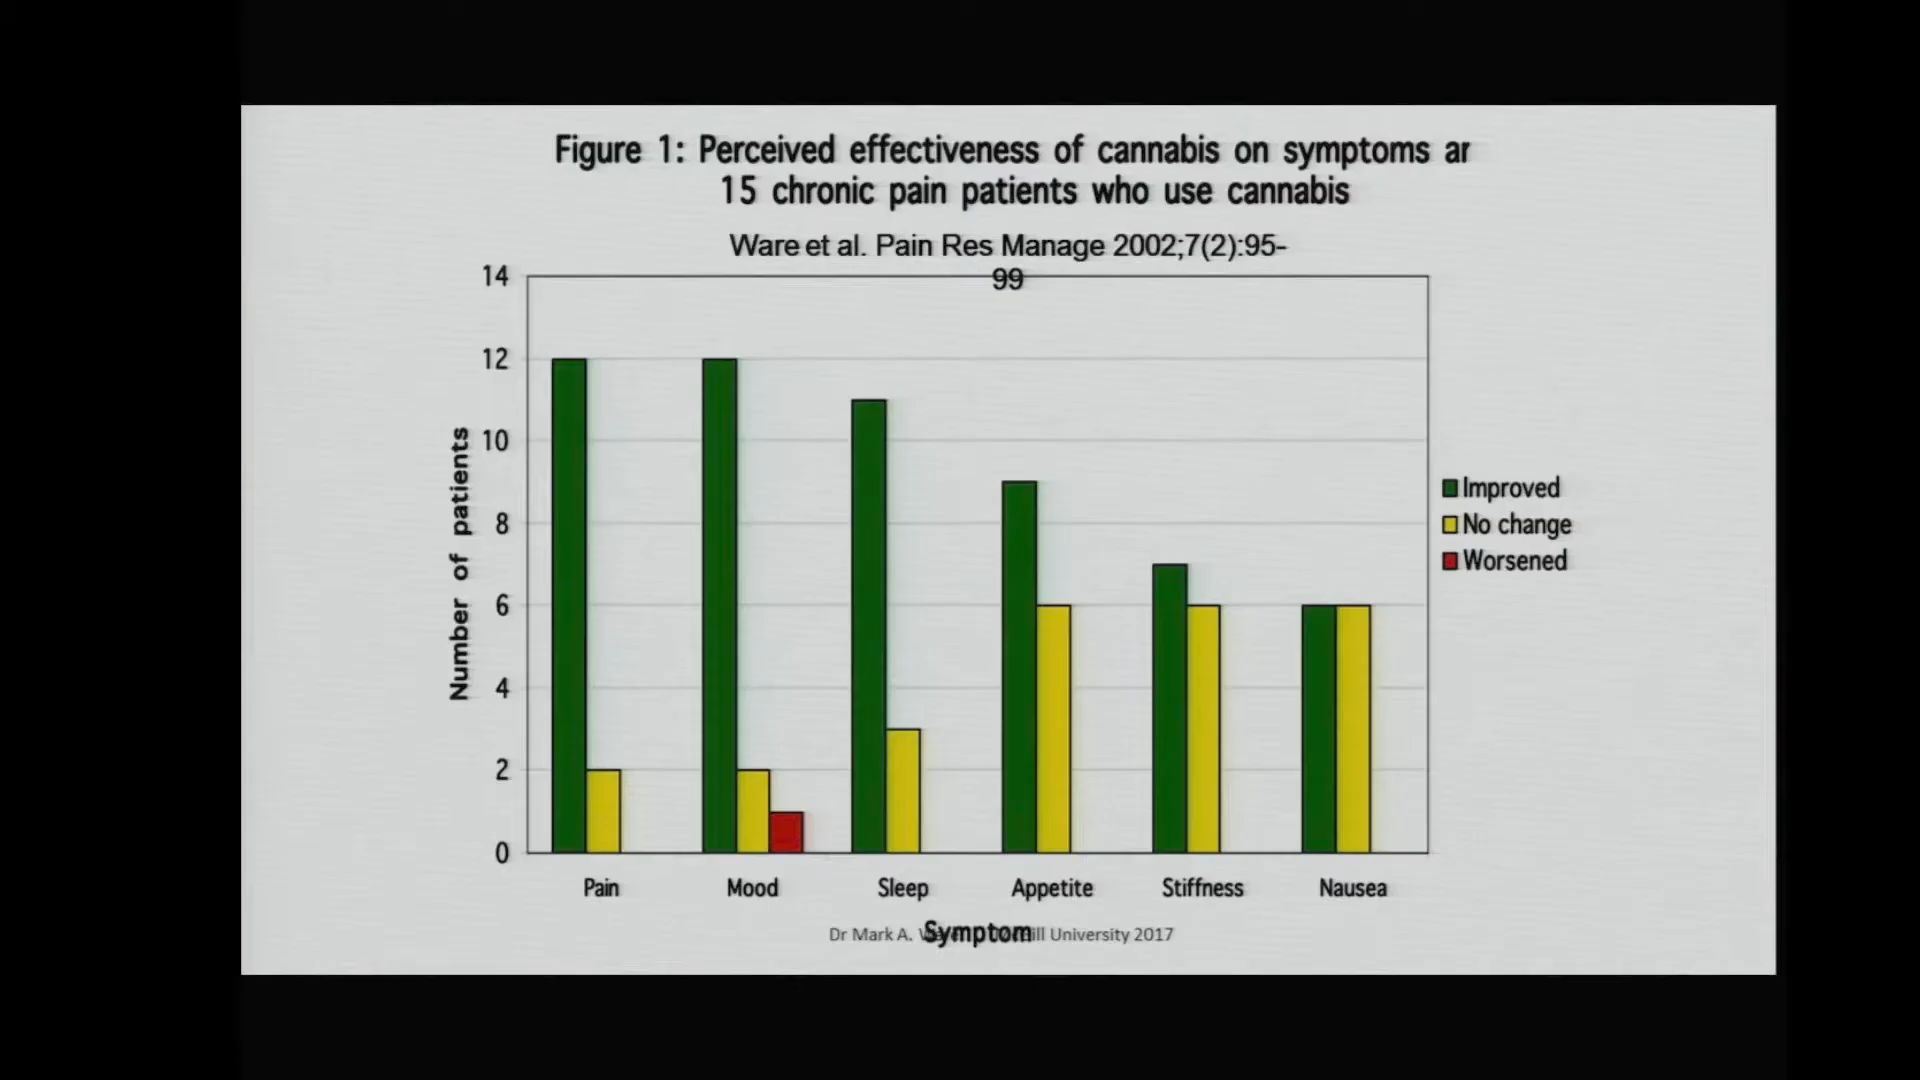 Figure 1: Perceived effectiveness of cannabis on symptoms
15 chronic pain patients who use cannabis
Ware et al. Pain Res Manage 2002;7(2):95-
99
14
12
10
8
6
4
2
0
Number of patients
Improved
No change
Worsened
Pain Mood Sleep Appetite Stiffness Nausea
Symptom
Dr Mark A. University 2017